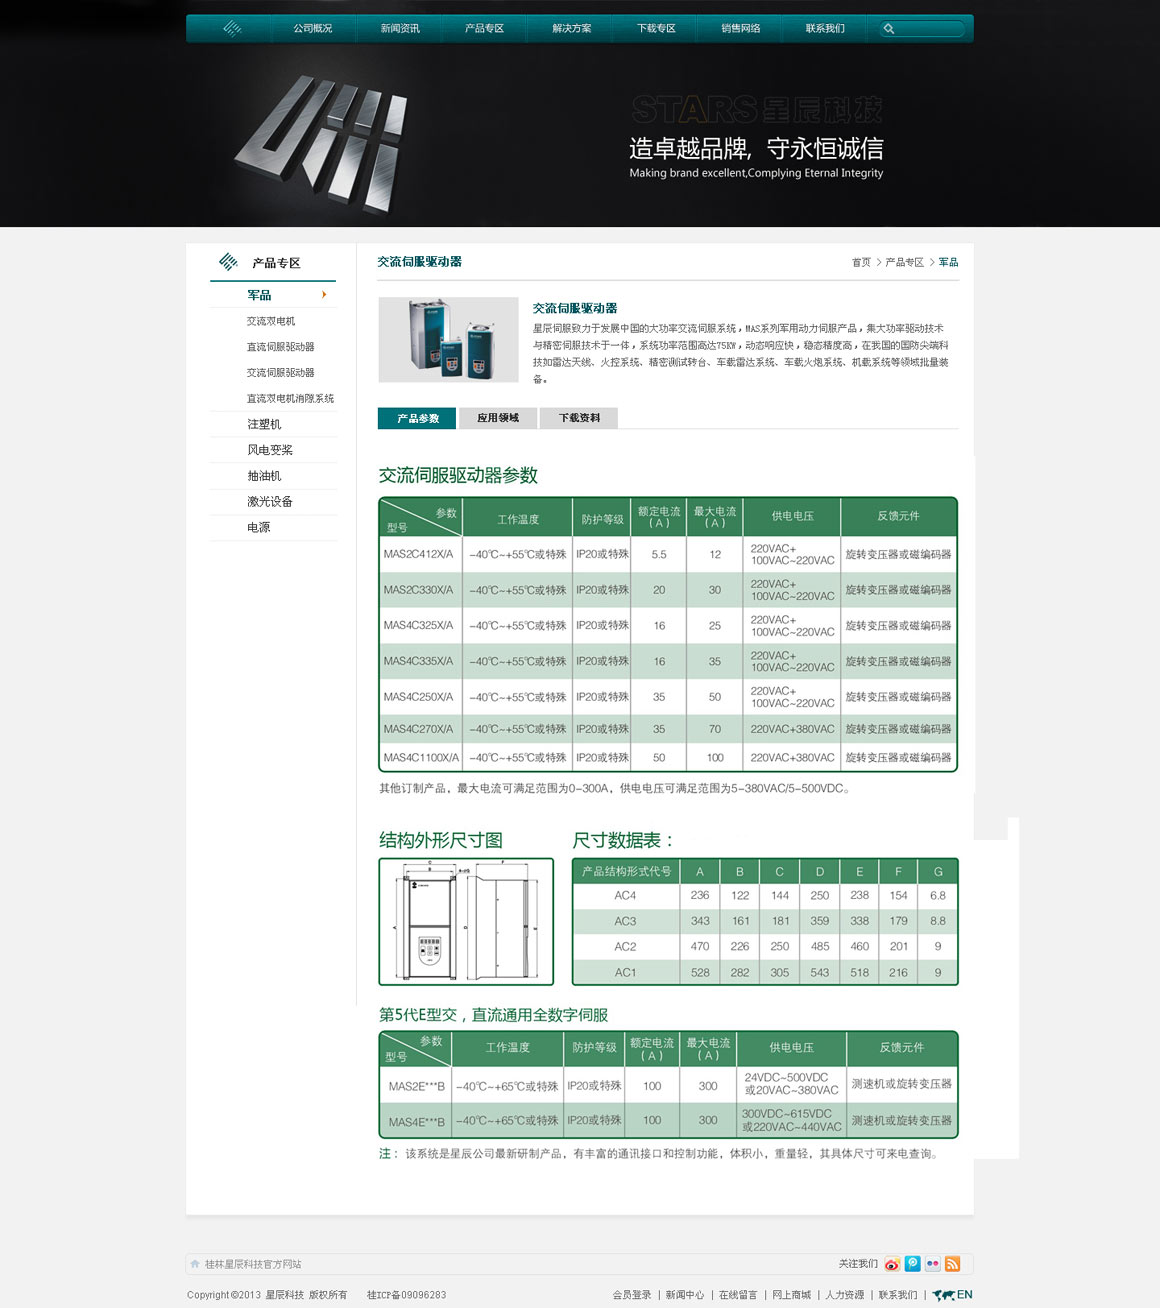 公司概况 新闻资讯 产品专区 解决方案 下载专区 销售网络 联系我们
STARS 星辰科技
造卓越品牌，守永恒诚信
Making brand excellent,Complying Eternal Integrity
产品专区
军品
交流双电机
直流伺服驱动器
交流伺服驱动器
直流双电机消隙系统
注塑机
风电变桨
抽油机
激光设备
电源
交流伺服驱动器
首页 > 产品专区 > 军品
交流伺服驱动器
星辰伺服致力于发展中国的大功率交流伺服系统，MAS系列军用动力伺服产品，集大功率驱动技术
与精密伺服技术于一体，系统功率范围高达75KW，动态响应快，稳态精度高，在我国的国防尖端科
技如雷达天线、火控系统、精密测试转台、车载雷达系统、车载火炮系统、机载系统等领域批量装
备。
产品参数 应用领域 下载资料
交流伺服驱动器参数
参数 型号 工作温度 防护等级 额定电流（A） 最大电流（A） 供电电压 反馈元件
MAS2C412X/A −40℃~+55℃或特殊 IP20或特殊 5.5 12 220VAC+ 100VAC~220VAC 旋转变压器或磁编码器
MAS2C330X/A −40℃~+55℃或特殊 IP20或特殊 20 30 220VAC+ 100VAC~220VAC 旋转变压器或磁编码器
MAS4C325X/A −40℃~+55℃或特殊 IP20或特殊 16 25 220VAC+ 100VAC~220VAC 旋转变压器或磁编码器
MAS4C335X/A −40℃~+55℃或特殊 IP20或特殊 16 35 220VAC+ 100VAC~220VAC 旋转变压器或磁编码器
MAS4C250X/A −40℃~+55℃或特殊 IP20或特殊 35 50 220VAC+ 100VAC~220VAC 旋转变压器或磁编码器
MAS4C270X/A −40℃~+55℃或特殊 IP20或特殊 35 70 220VAC+380VAC 旋转变压器或磁编码器
MAS4C1100X/A −40℃~+55℃或特殊 IP20或特殊 50 100 220VAC+380VAC 旋转变压器或磁编码器
其他订制产品，最大电流可满足范围为0−300A，供电电压可满足范围为5−380VAC/5−500VDC。
结构外形尺寸图
尺寸数据表：
产品结构形式代号 A B C D E F G
AC4 236 122 144 250 238 154 6.8
AC3 343 161 181 359 338 179 8.8
AC2 470 226 250 485 460 201 9
AC1 528 282 305 543 518 216 9
第5代E型交，直流通用全数字伺服
参数 型号 工作温度 防护等级 额定电流（A） 最大电流（A） 供电电压 反馈元件
MAS2E***B −40℃~+65℃或特殊 IP20或特殊 100 300 24VDC~500VDC 或20VAC~380VAC 测速机或旋转变压器
MAS4E***B −40℃~+65℃或特殊 IP20或特殊 100 300 300VDC~615VDC 或220VAC~440VAC 测速机或旋转变压器
注：该系统是星辰公司最新研制产品，有丰富的通讯接口和控制功能，体积小，重量轻，其具体尺寸可来电查询。
桂林星辰科技官方网站
关注我们
Copyright©2013 星辰科技 版权所有 桂ICP备09096283
会员登录 | 新闻中心 | 在线留言 | 网上商城 | 人力资源 | 联系我们 | EN